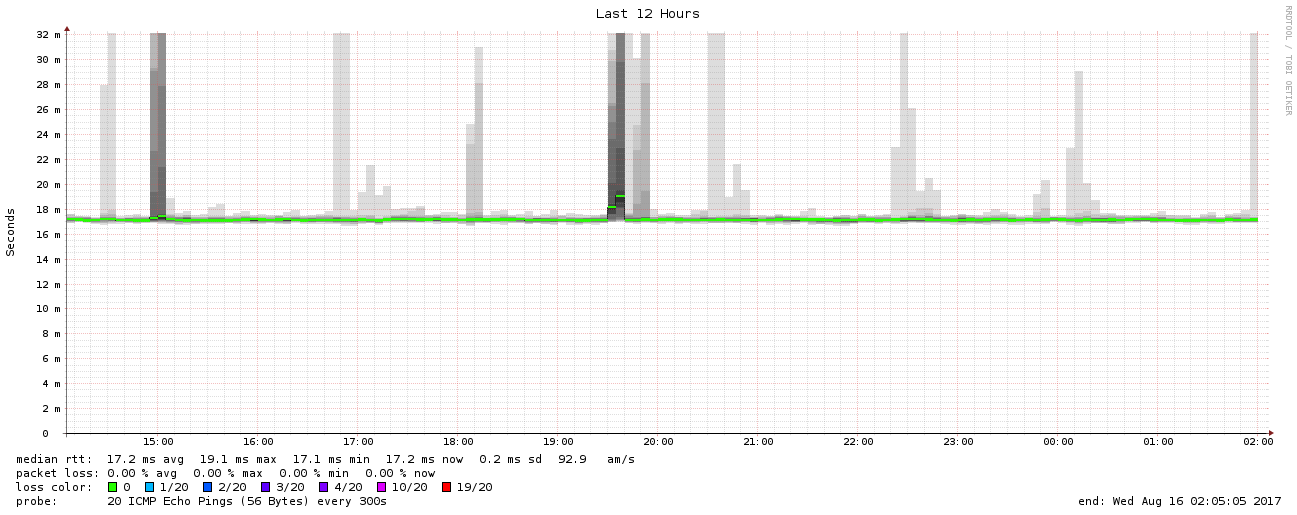 Last 12 Hours
RRDTOOL / TOBI OETIKER
Seconds
32 m
30 m
28 m
26 m
24 m
22 m
20 m
18 m
16 m
14 m
12 m
10 m
8 m
6 m
4 m
2 m
0
15:00 16:00 17:00 18:00 19:00 20:00 21:00 22:00 23:00 00:00 01:00 02:00
median rtt: 17.2 ms avg 19.1 ms max 17.1 ms min 17.2 ms now 0.2 ms sd 92.9 am/s
packet loss: 0.00 % avg 0.00 % max 0.00 % min 0.00 % now
loss color: 0 1/20 2/20 3/20 4/20 10/20 19/20
probe: 20 ICMP Echo Pings (56 Bytes) every 300s end: Wed Aug 16 02:05:05 2017